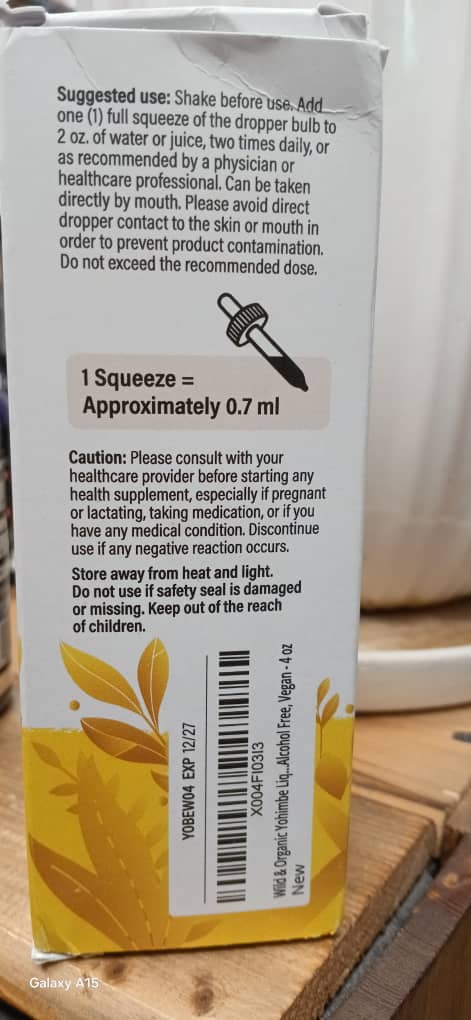 Suggested use: Shake before use. Add
one (1) full squeeze of the dropper bulb to
2 oz. of water or juice, two times daily, or
as recommended by a physician or
healthcare professional. Can be taken
directly by mouth. Please avoid direct
dropper contact to the skin or mouth in
order to prevent product contamination.
Do not exceed the recommended dose.
1 Squeeze =
Approximately 0.7 ml
Caution: Please consult with your
healthcare provider before starting any
health supplement, especially if pregnant
or lactating, taking medication, or if you
have any medical condition. Discontinue
use if any negative reaction occurs.
Store away from heat and light.
Do not use if safety seal is damaged
or missing. Keep out of the reach
of children.
YOBEW04 EXP 12/27
X004FI03I3
Wild & Organic Yohimbe Liq...Alcohol Free, Vegan - 4 oz
New
Galaxy A15